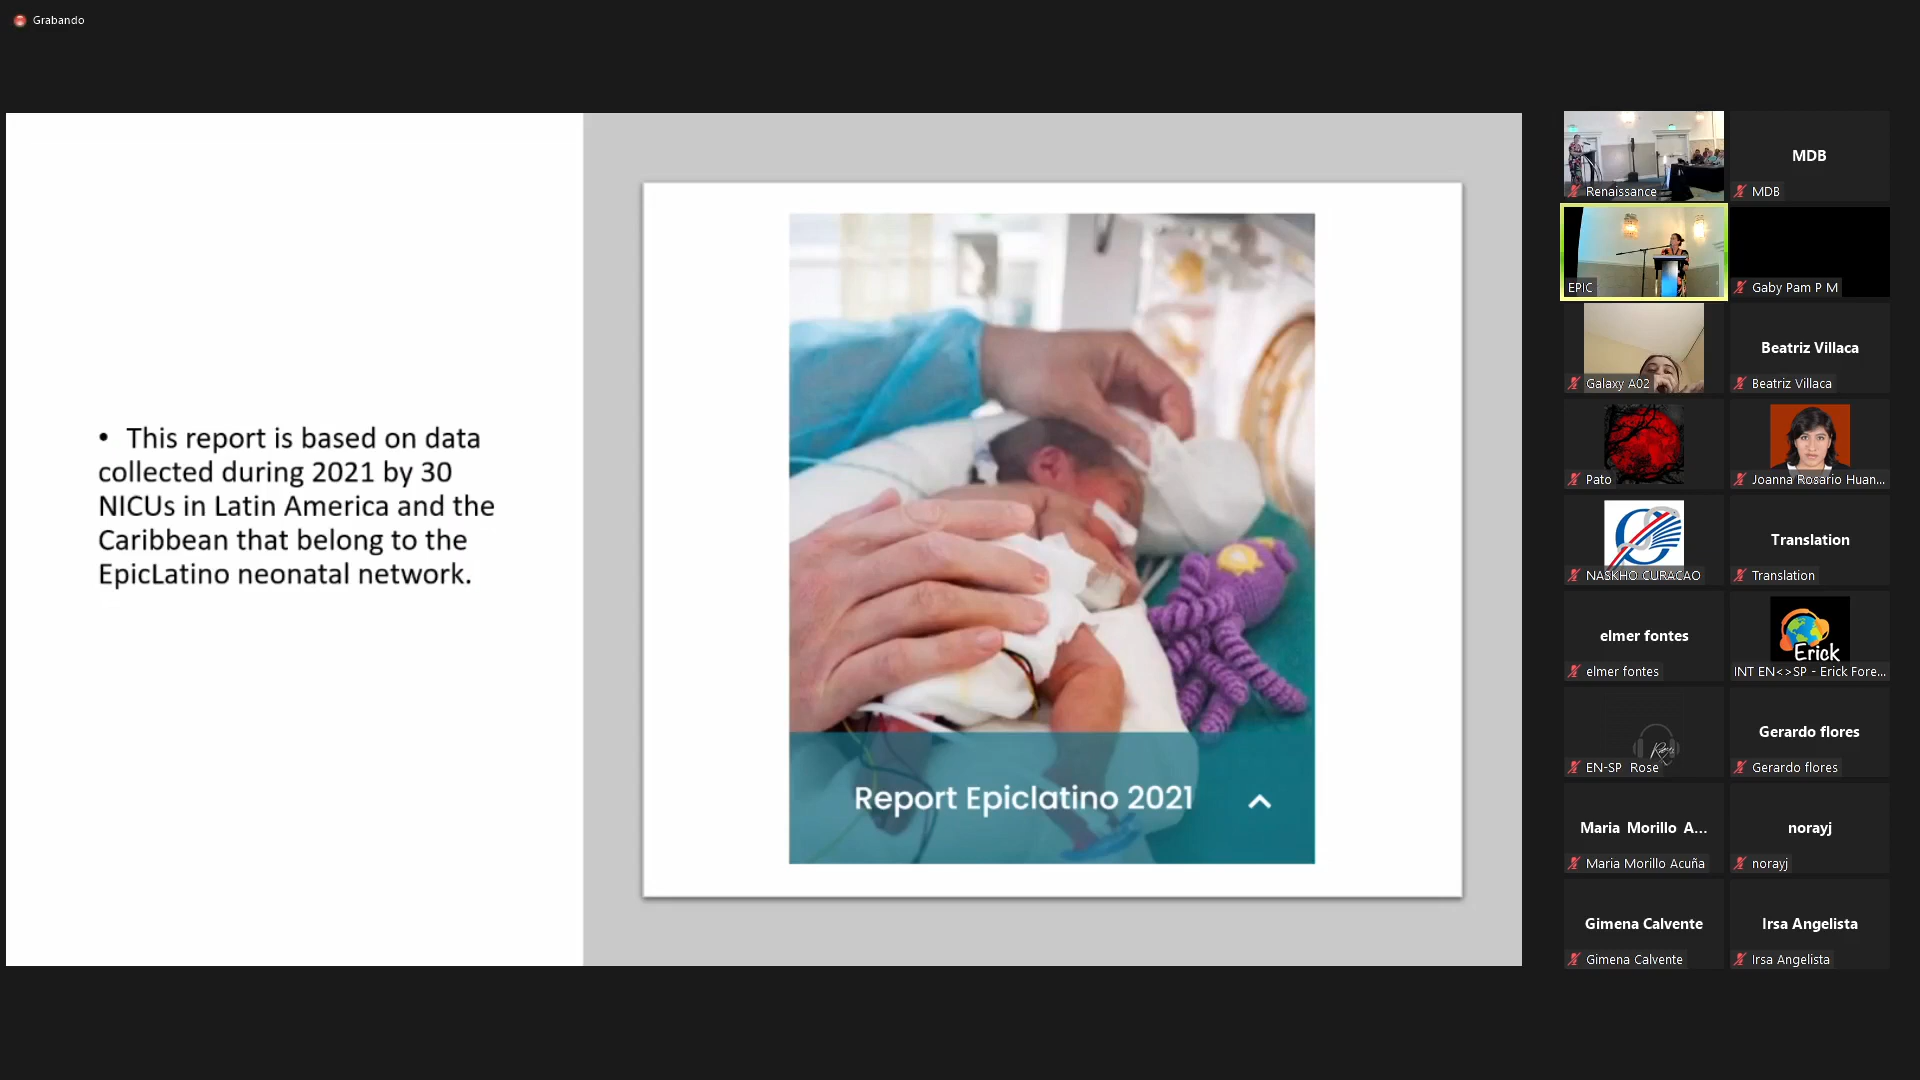 Grabando
• This report is based on data
collected during 2021 by 30
NICUs in Latin America and the
Caribbean that belong to the
EpicLatino neonatal network.
Report Epiclatino 2021
Renaissance
MDB
MDB
EPIC
Gaby Pam P M
Galaxy A02
Beatriz Villaca
Beatriz Villaca
Pato
Joanna Rosario Huan...
NASKHO CURACAO
Translation
Translation
elmer fontes
elmer fontes
Erick
INT EN<>SP - Erick Fore...
EN-SP Rose
Gerardo flores
Gerardo flores
Maria Morillo A...
Maria Morillo Acuña
norayj
norayj
Gimena Calvente
Gimena Calvente
Irsa Angelista
Irsa Angelista